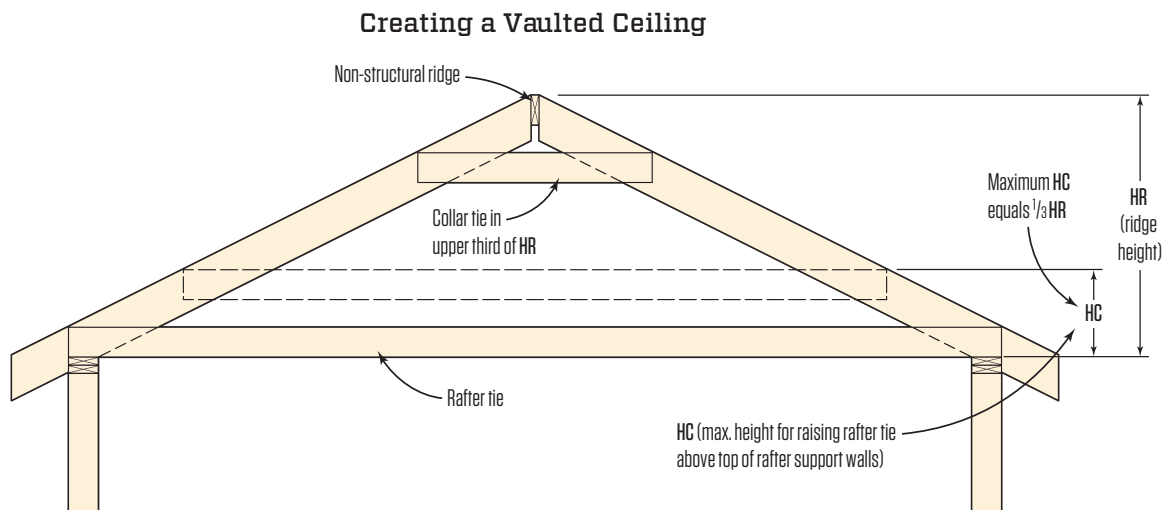 Creating a Vaulted Ceiling
Non-structural ridge
Collar tie in
upper third of HR
Maximum HC
equals 1/3 HR
HR
(ridge
height)
HC
Rafter tie
HC (max. height for raising rafter tie
above top of rafter support walls)